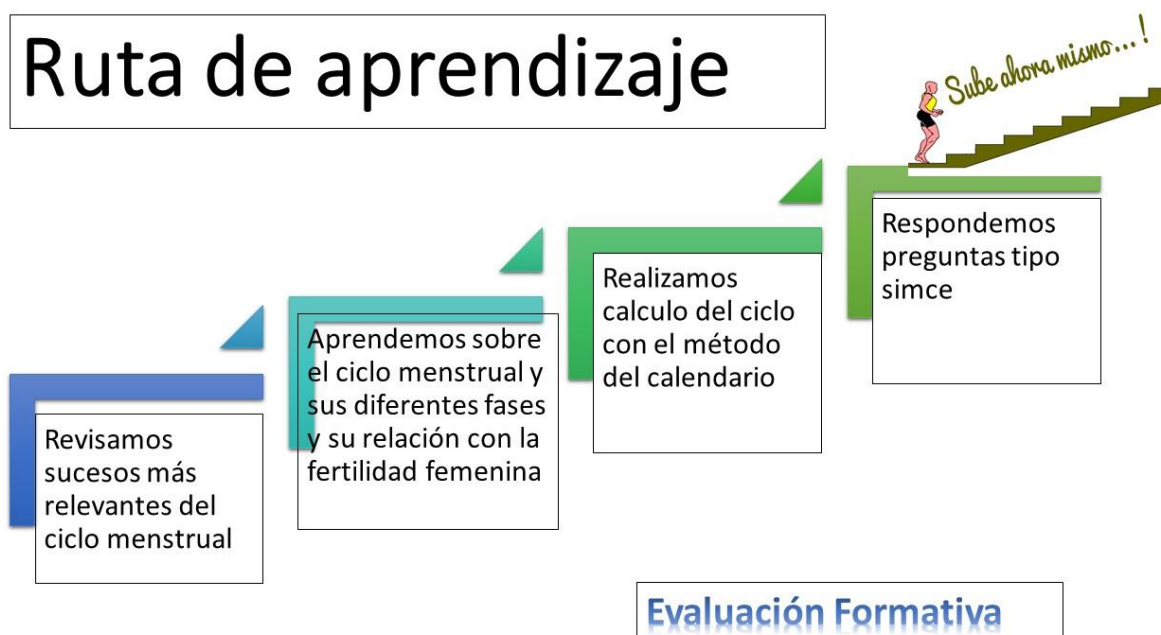 Ruta de aprendizaje
Sube ahora mismo...!
Revisamos
sucesos más
relevantes del
ciclo menstrual
Aprendemos sobre
el ciclo menstrual y
sus diferentes fases
y su relación con la
fertilidad femenina
Realizamos
calculo del ciclo
con el método
del calendario
Respondemos
preguntas tipo
simce
Evaluación Formativa